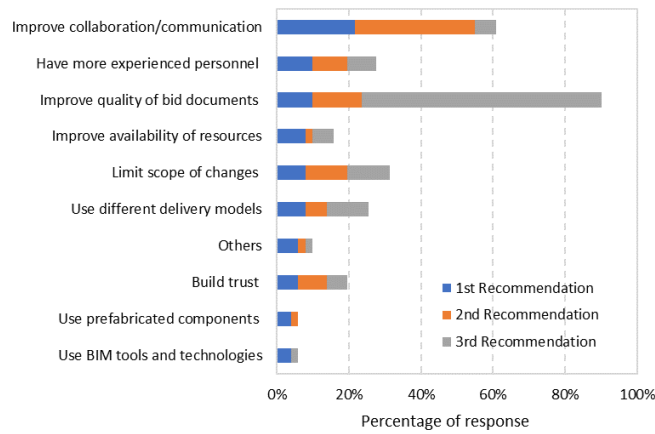 Improve collaboration/communication
Have more experienced personnel
Improve quality of bid documents
Improve availability of resources
Limit scope of changes
Use different delivery models
Others
Build trust
Use prefabricated components
Use BIM tools and technologies
1st Recommendation
2nd Recommendation
3rd Recommendation
0% 20% 40% 60% 80% 100%
Percentage of response